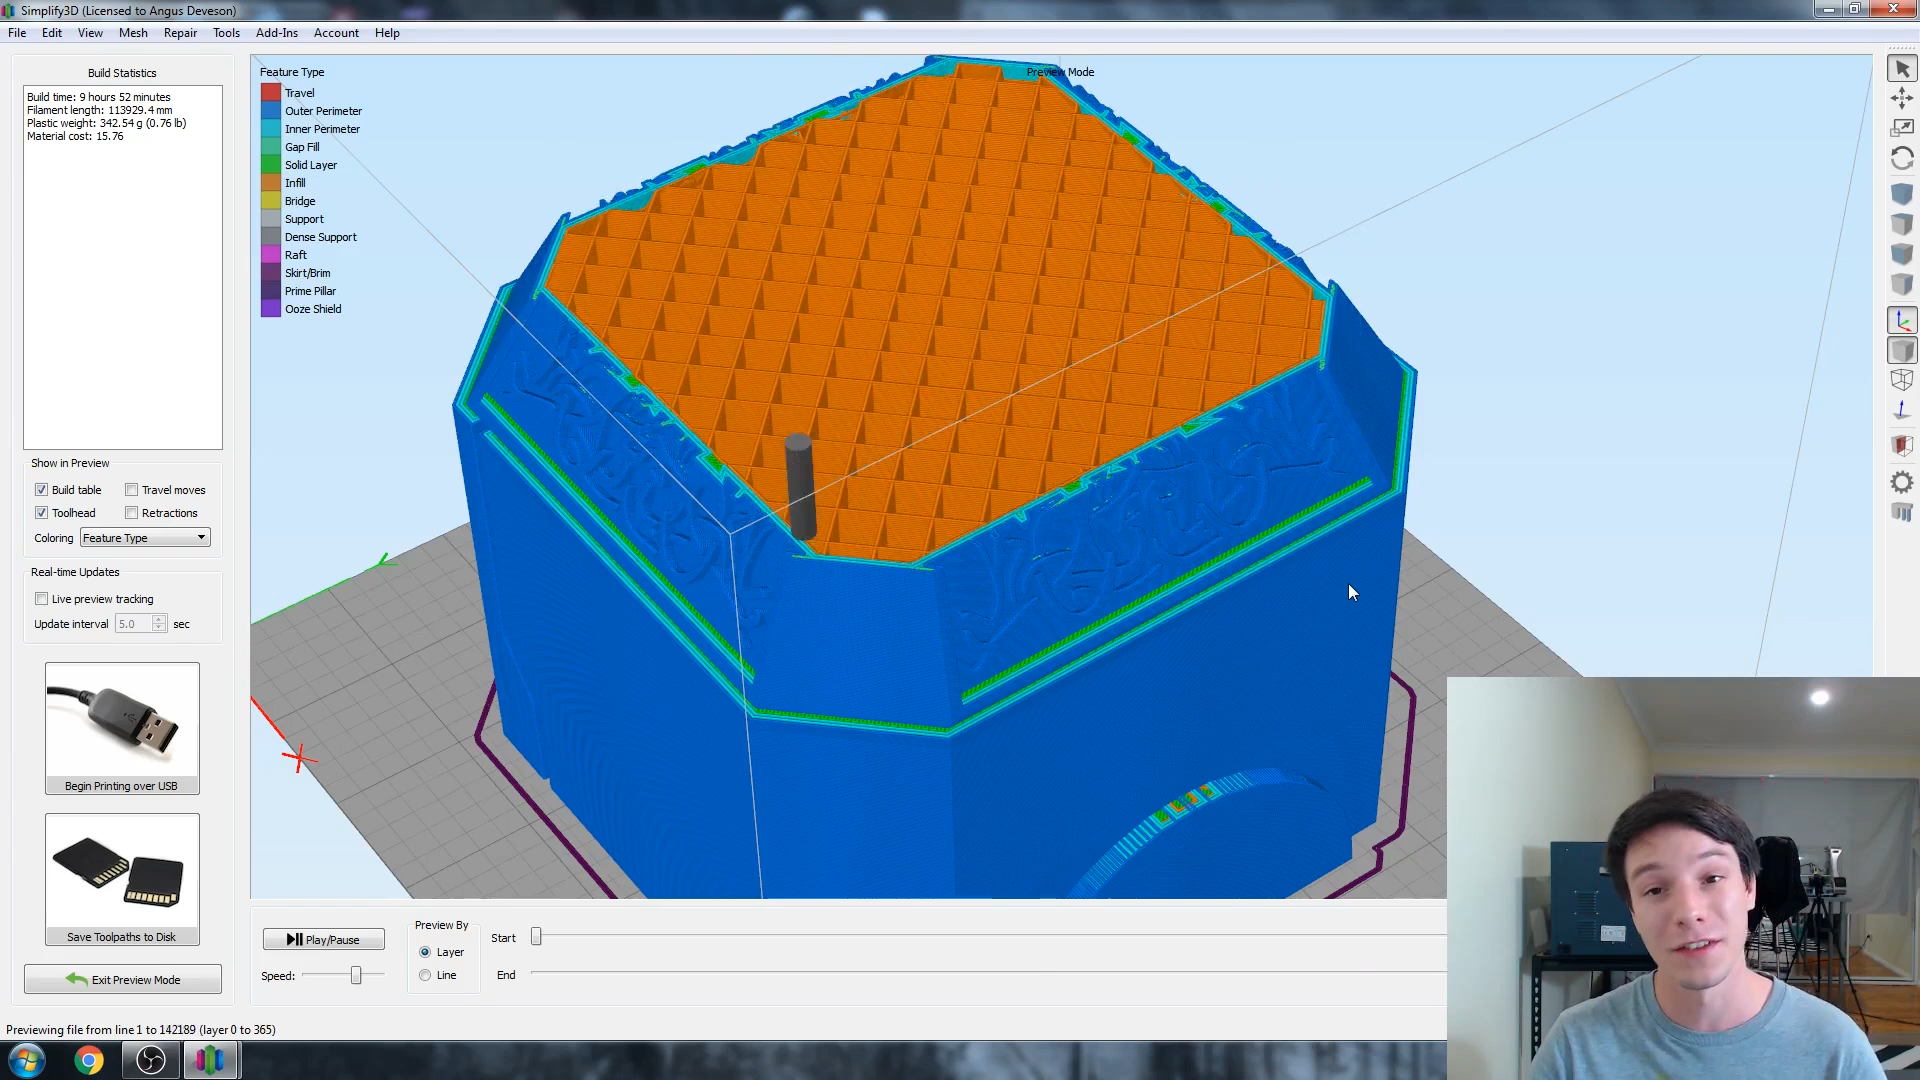 Simplify3D (Licensed to Angus Deveson)
File Edit View Mesh Repair Tools Add-Ins Account Help
Build Statistics
Build time: 9 hours 52 minutes
Filament length: 113929.4 mm
Plastic weight: 342.54 g (0.76 lb)
Material cost: 15.76
Show in Preview
Build table Travel moves
Toolhead Retractions
Coloring Feature Type
Real-time Updates
Live preview tracking
Update interval 5.0 sec
Begin Printing over USB
Save Toolpaths to Disk
Exit Preview Mode
Feature Type
Travel
Outer Perimeter
Inner Perimeter
Gap Fill
Solid Layer
Infill
Bridge
Support
Dense Support
Raft
Skirt/Brim
Prime Pillar
Ooze Shield
Preview Mode
Play/Pause
Speed:
Preview By
Layer
Line
Start
End
Previewing file from line 1 to 142189 (layer 0 to 365)